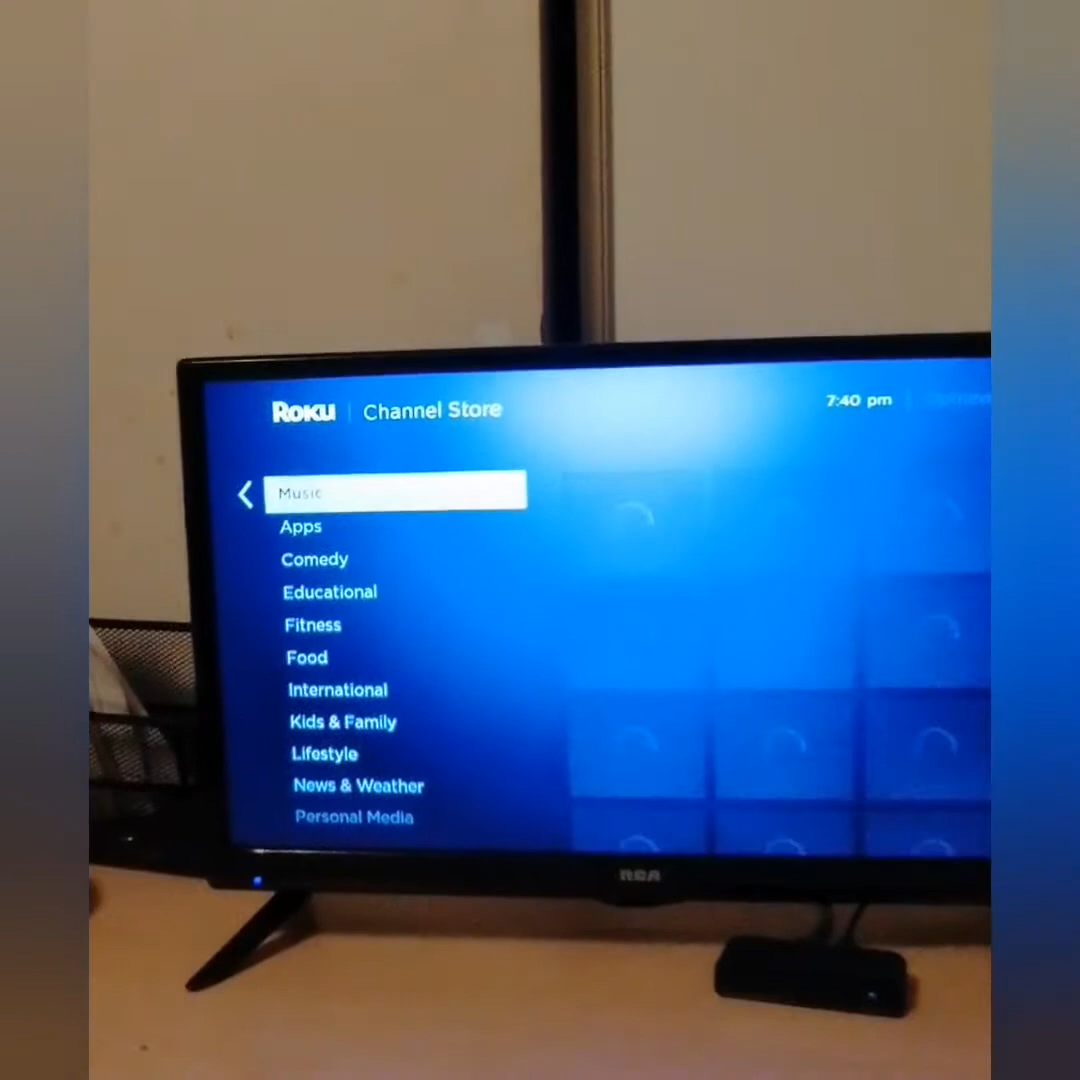 Roku | Channel Store
7:40 pm
Music
Apps
Comedy
Educational
Fitness
Food
International
Kids & Family
Lifestyle
News & Weather
Personal Media
RCA